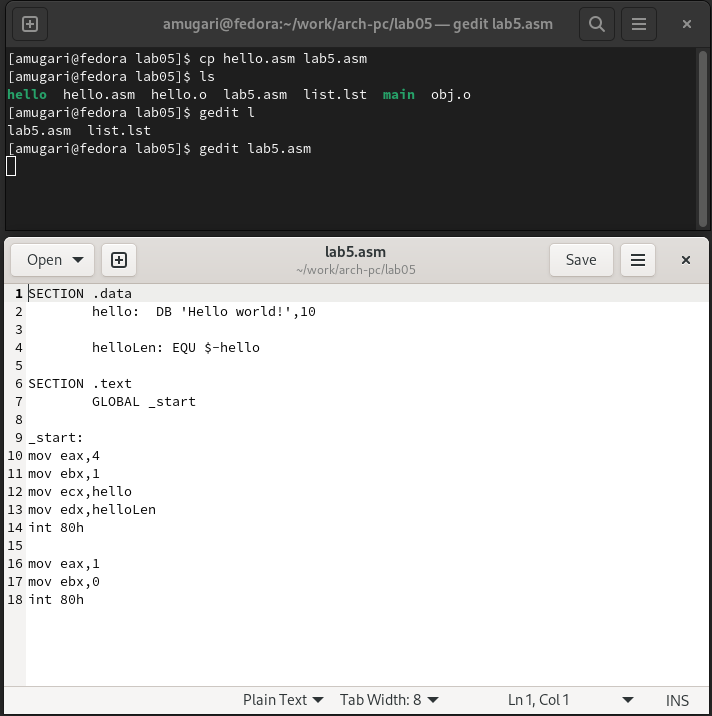 amugari@fedora:~/work/arch-pc/lab05 — gedit lab5.asm
[amugari@fedora lab05]$ cp hello.asm lab5.asm
[amugari@fedora lab05]$ ls
hello  hello.asm  hello.o  lab5.asm  list.lst  main  obj.o
[amugari@fedora lab05]$ gedit l
lab5.asm  list.lst
[amugari@fedora lab05]$ gedit lab5.asm
Open
lab5.asm
~/work/arch-pc/lab05
Save
1 SECTION .data
2         hello:  DB 'Hello world!',10
3
4         helloLen: EQU $-hello
5
6 SECTION .text
7         GLOBAL _start
8
9 _start:
10 mov eax,4
11 mov ebx,1
12 mov ecx,hello
13 mov edx,helloLen
14 int 80h
15
16 mov eax,1
17 mov ebx,0
18 int 80h
Plain Text  Tab Width: 8  Ln 1, Col 1  INS